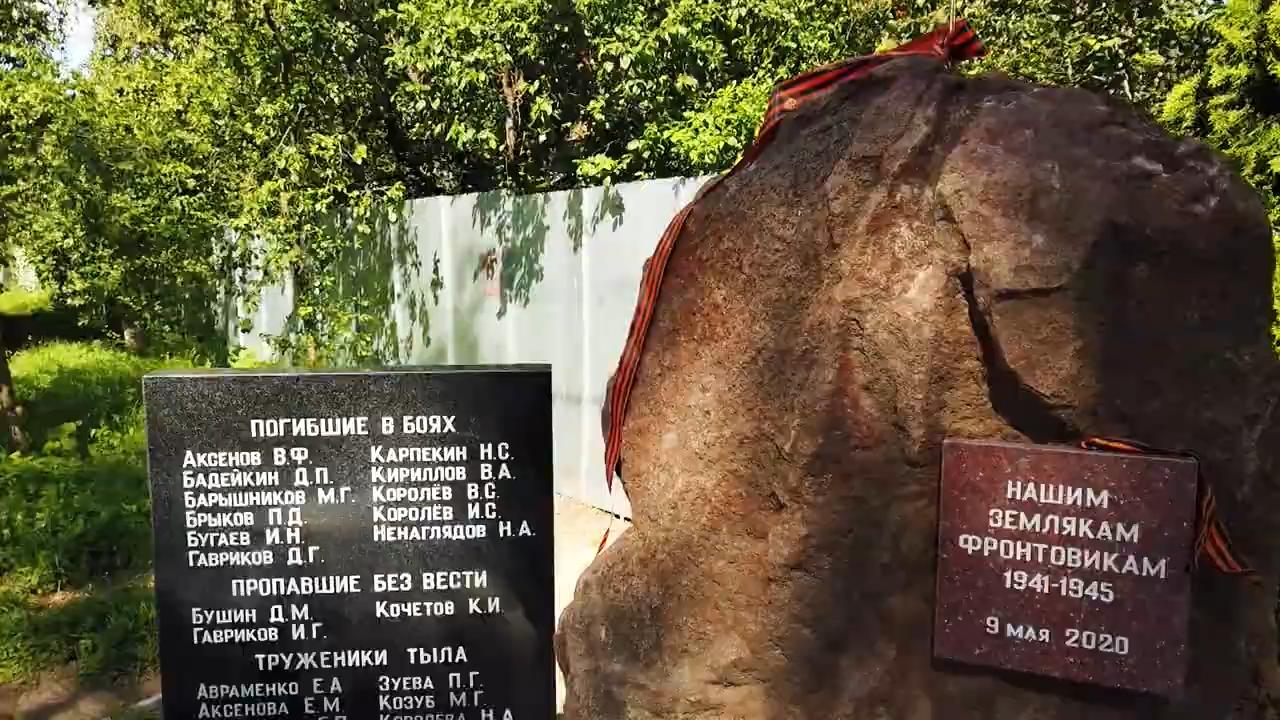 ПОГИБШИЕ В БОЯХ
АКСЕНОВ В.Ф. КАРПЕКИН Н.С.
БАДЕЙКИН Д.П. КИРИЛЛОВ В.А.
БАРЫШНИКОВ М.Г. КОРОЛЁВ В.С.
БРЫКОВ П.Д. КОРОЛЁВ И.С.
БУГАЕВ И.Н. НЕНАГЛЯДОВ Н.А.
ГАВРИКОВ Д.Г.
ПРОПАВШИЕ БЕЗ ВЕСТИ
БУШИН Д.М. КОЧЕТОВ К.И.
ГАВРИКОВ И.Г.
ТРУЖЕНИКИ ТЫЛА
АВРАМЕНКО Е.А ЗУЕВА П.Г.
АКСЕНОВА Е.М. КОЗУБ М.Г.
КОРОЛЕВА Н.А.
НАШИМ
ЗЕМЛЯКАМ
ФРОНТОВИКАМ
1941-1945
9 МАЯ 2020